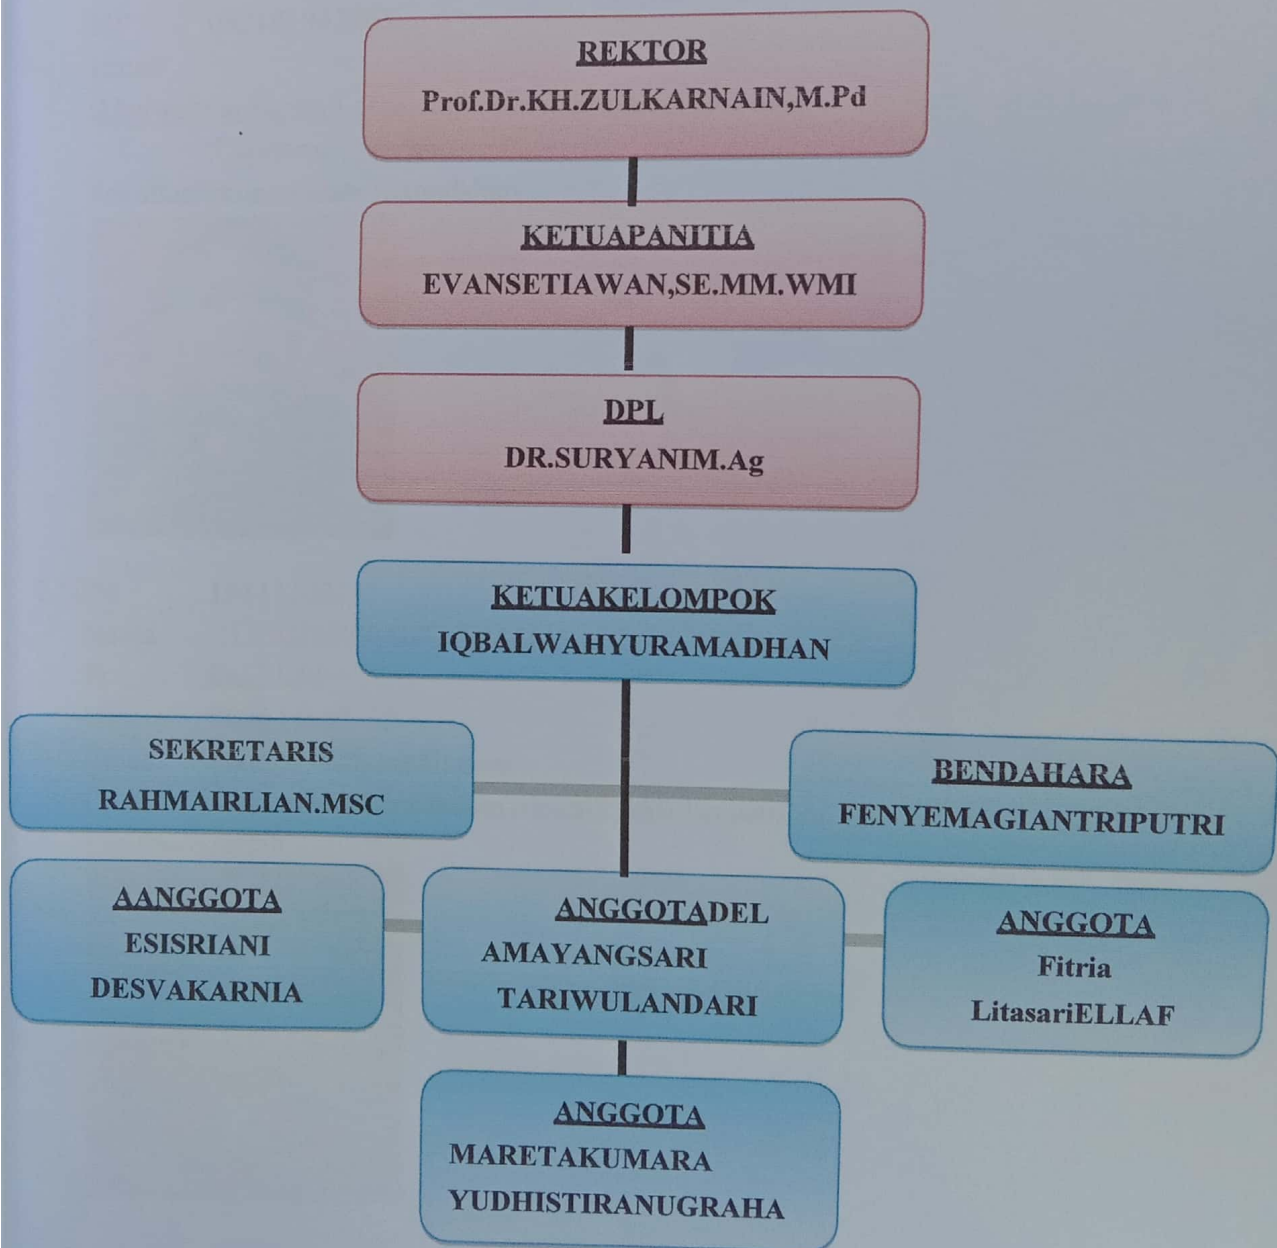 REKTOR
Prof.Dr.KH.ZULKARNAIN,M.Pd
KETUAPANITIA
EVANSETIAWAN,SE.MM.WMI
DPL
DR.SURYANIM.Ag
KETUAKELOMPOK
IQBALWAHYURAMADHAN
SEKRETARIS
RAHMAIRLIAN.MSC
BENDAHARA
FENYEMAGIANTRIPUTRI
AANGGOTA
ESISRIANI
DESVAKARNIA
ANGGOTADEL
AMAYANGSARI
TARIWULANDARI
ANGGOTA
Fitria
LitasariELLAF
ANGGOTA
MARETAKUMARA
YUDHISTIRANUGRAHA